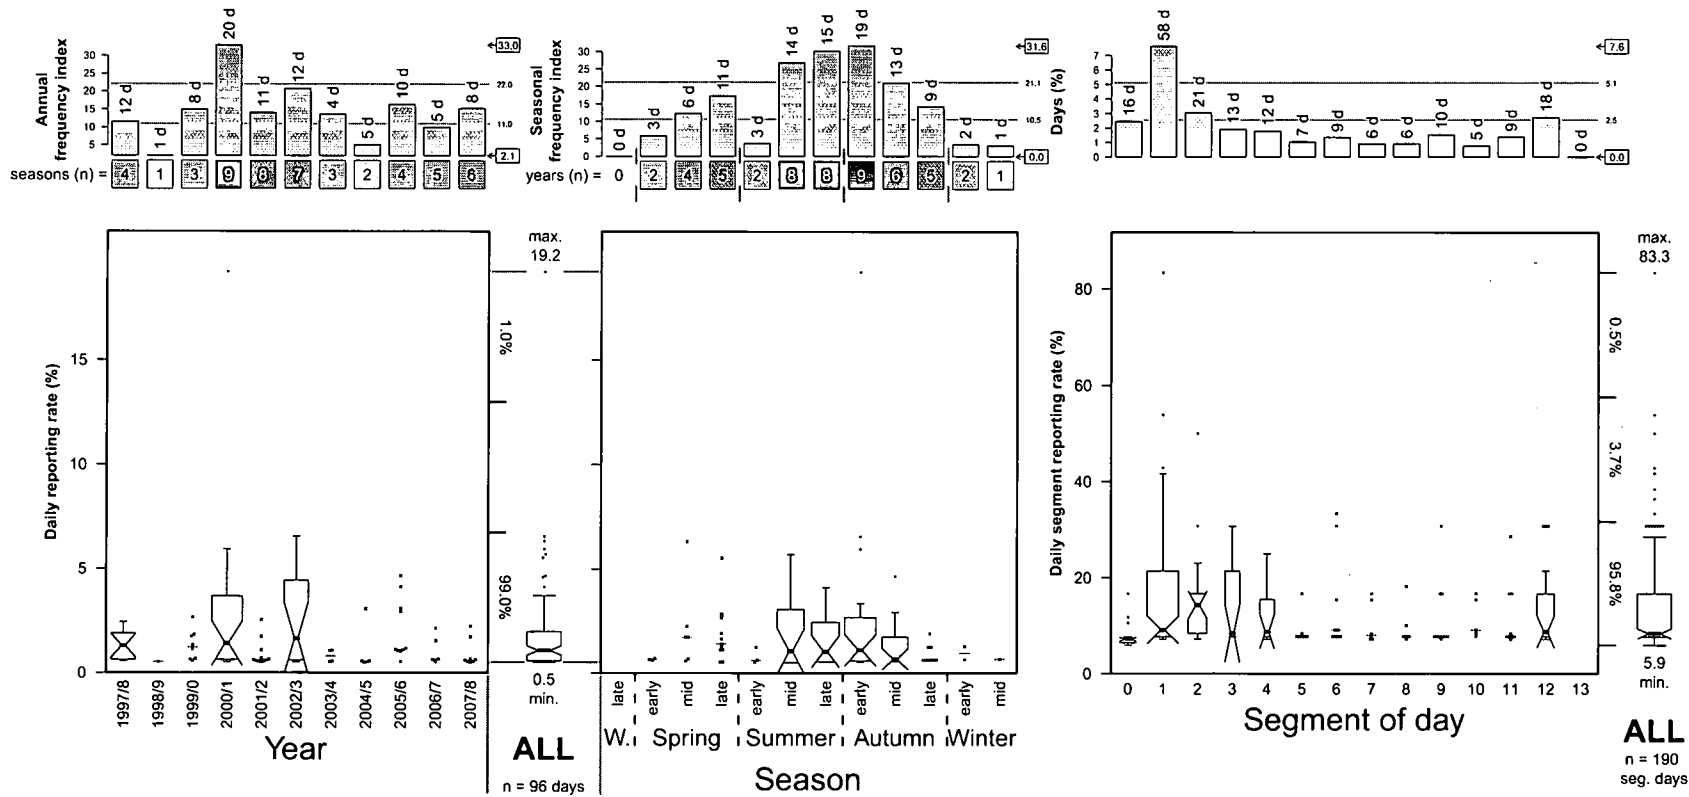 Annual
frequency index
30
25
20
15
10
5
12 d
1 d
8 d
20 d
11 d
12 d
4 d
5 d
10 d
5 d
8 d
33.0
22.0
11.0
2.1
seasons (n) = 4 1 3 9 8 7 3 2 4 5 6
Seasonal
frequency index
30
25
20
15
10
5
0
0 d
3 d
6 d
11 d
3 d
14 d
15 d
19 d
13 d
9 d
2 d
1 d
31.6
21.1
10.5
0.0
years (n) = 0 2 4 5 2 8 8 9 6 5 2 1
Days (%)
7
6
5
4
3
2
1
0
16 d
58 d
21 d
13 d
12 d
7 d
9 d
6 d
6 d
10 d
5 d
9 d
18 d
0 d
7.6
5.1
2.5
0.0
Daily reporting rate (%)
15
10
5
0
1997/8
1998/9
1999/0
2000/1
2001/2
2002/3
2003/4
2004/5
2005/6
2006/7
2007/8
Year
max.
19.2
1.0%
99.0%
0.5
min.
ALL
n = 96 days
late
early
mid
late
early
mid
late
early
mid
late
early
mid
W. Spring Summer Autumn Winter
Season
Daily segment reporting rate (%)
80
60
40
20
0
0 1 2 3 4 5 6 7 8 9 10 11 12 13
Segment of day
max.
83.3
0.5%
3.7%
95.8%
5.9
min.
ALL
n = 190
seg. days